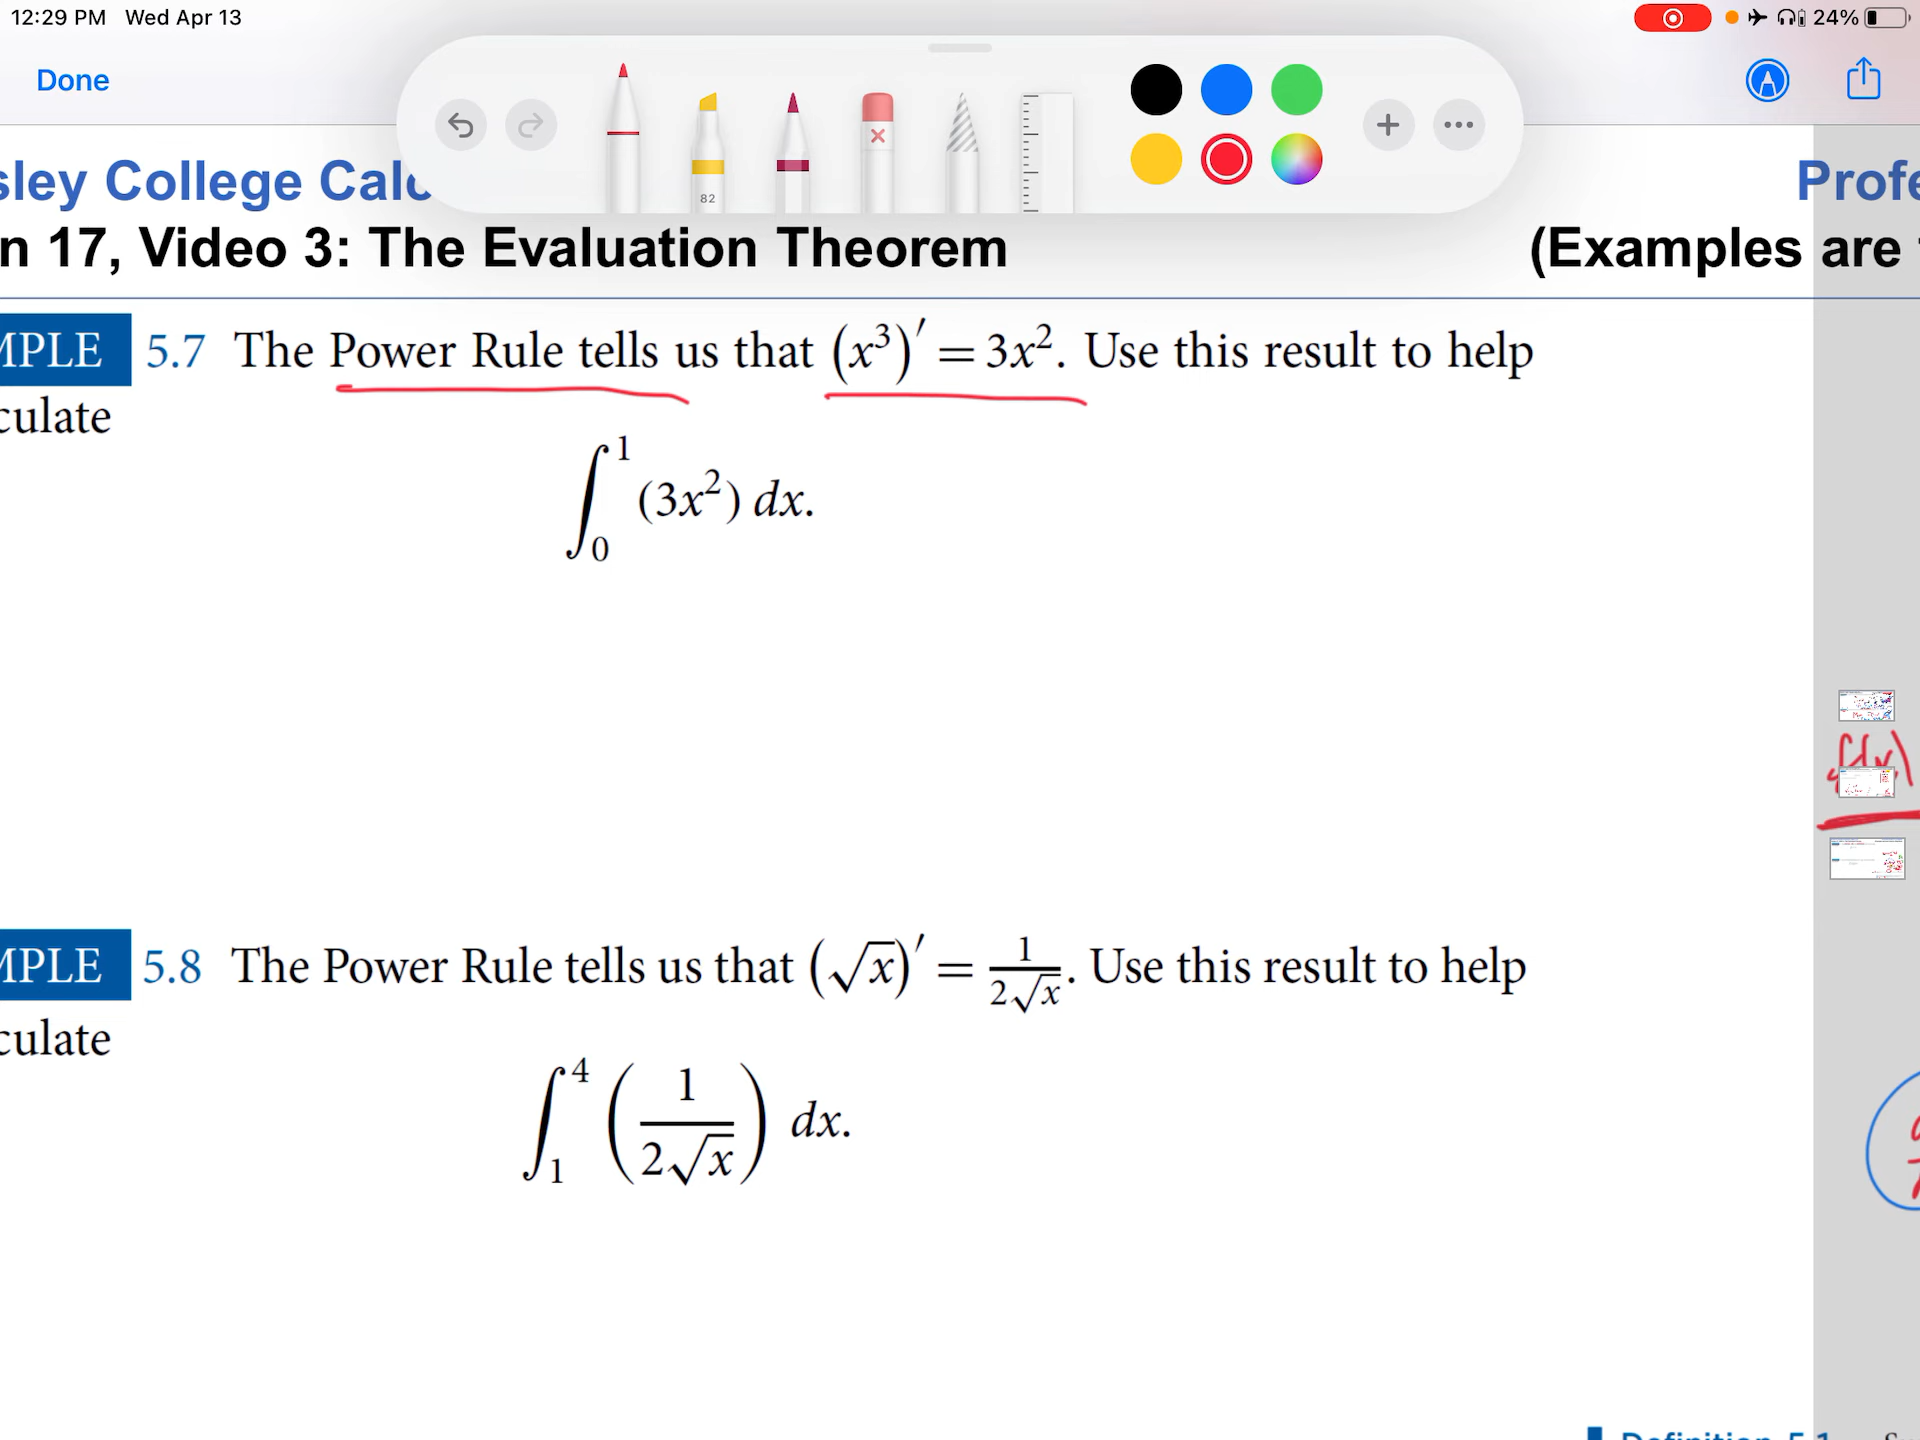 12:29 PM Wed Apr 13
24%
Done
82
sley College Calc
Profe
n 17, Video 3: The Evaluation Theorem
(Examples are
MPLE 5.7 The Power Rule tells us that (x³)′ = 3x². Use this result to help
culate
∫₀¹ (3x²) dx.
f(x)
MPLE 5.8 The Power Rule tells us that (√x)′ = 1/(2√x). Use this result to help
culate
∫₁⁴ (1/(2√x)) dx.
Definition 5.1